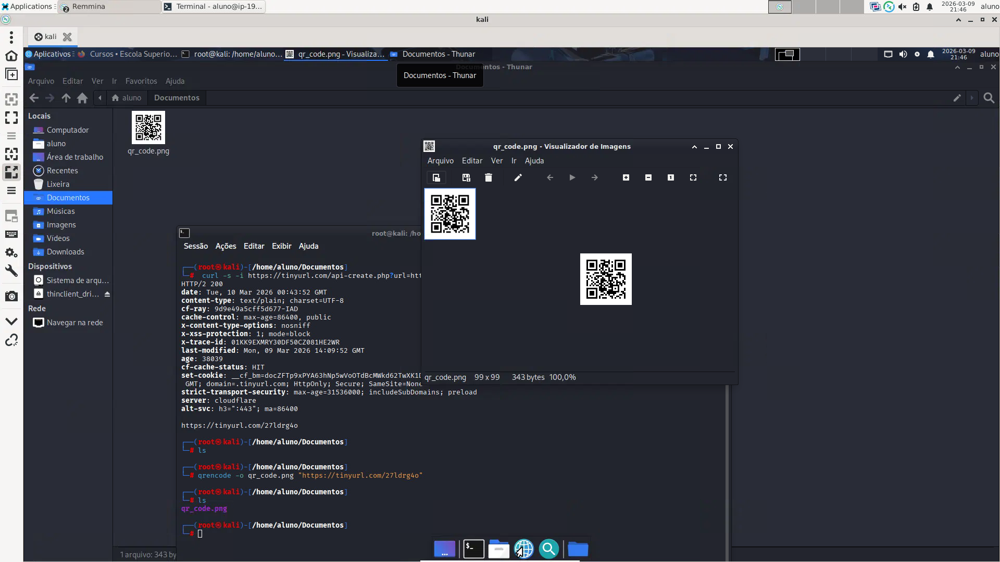 Applications
Remmina
Terminal - aluno@ip-19...
2026-03-09
21:46
aluno
kali
kali
Aplicativos
Cursos • Escola Superio...
root@kali: /home/aluno...
qr_code.png - Visualiza...
Documentos - Thunar
2026-03-09
21:46
aluno
Documentos - Thunar
Documentos - Thunar
Arquivo Editar Ver Ir Favoritos Ajuda
aluno
Documentos
Locais
Computador
aluno
Área de trabalho
Recentes
Lixeira
Documentos
Músicas
Imagens
Vídeos
Downloads
Dispositivos
Sistema de arqu...
thinclient_dri...
Rede
Navegar na rede
qr_code.png
1 arquivo: 343 by
qr_code.png - Visualizador de Imagens
Arquivo Editar Ver Ir Ajuda
qr_code.png 99 x 99 343 bytes 100,0%
root@kali: /ho
Sessão Ações Editar Exibir Ajuda
┌──(root㉿kali)-[/home/aluno/Documentos]
└─# curl -s -i https://tinyurl.com/api-create.php?url=htt
HTTP/2 200
date: Tue, 10 Mar 2026 00:43:52 GMT
content-type: text/plain; charset=UTF-8
cf-ray: 9d9e49a5cff5d677-IAD
cache-control: max-age=86400, public
x-content-type-options: nosniff
x-xss-protection: 1; mode=block
x-trace-id: 01KK9EXMRY30DF50CZ081HE2WR
last-modified: Mon, 09 Mar 2026 14:09:52 GMT
age: 38039
cf-cache-status: HIT
set-cookie: __cf_bm=docZFTp9xPYA63hNp5wVoOTdBcMWkd62TwXK1D
GMT; domain=.tinyurl.com; HttpOnly; Secure; SameSite=None
strict-transport-security: max-age=31536000; includeSubDomains; preload
server: cloudflare
alt-svc: h3=":443"; ma=86400
https://tinyurl.com/27ldrg4o
┌──(root㉿kali)-[/home/aluno/Documentos]
└─# ls
┌──(root㉿kali)-[/home/aluno/Documentos]
└─# qrencode -o qr_code.png "https://tinyurl.com/27ldrg4o"
┌──(root㉿kali)-[/home/aluno/Documentos]
└─# ls
qr_code.png
┌──(root㉿kali)-[/home/aluno/Documentos]
└─#